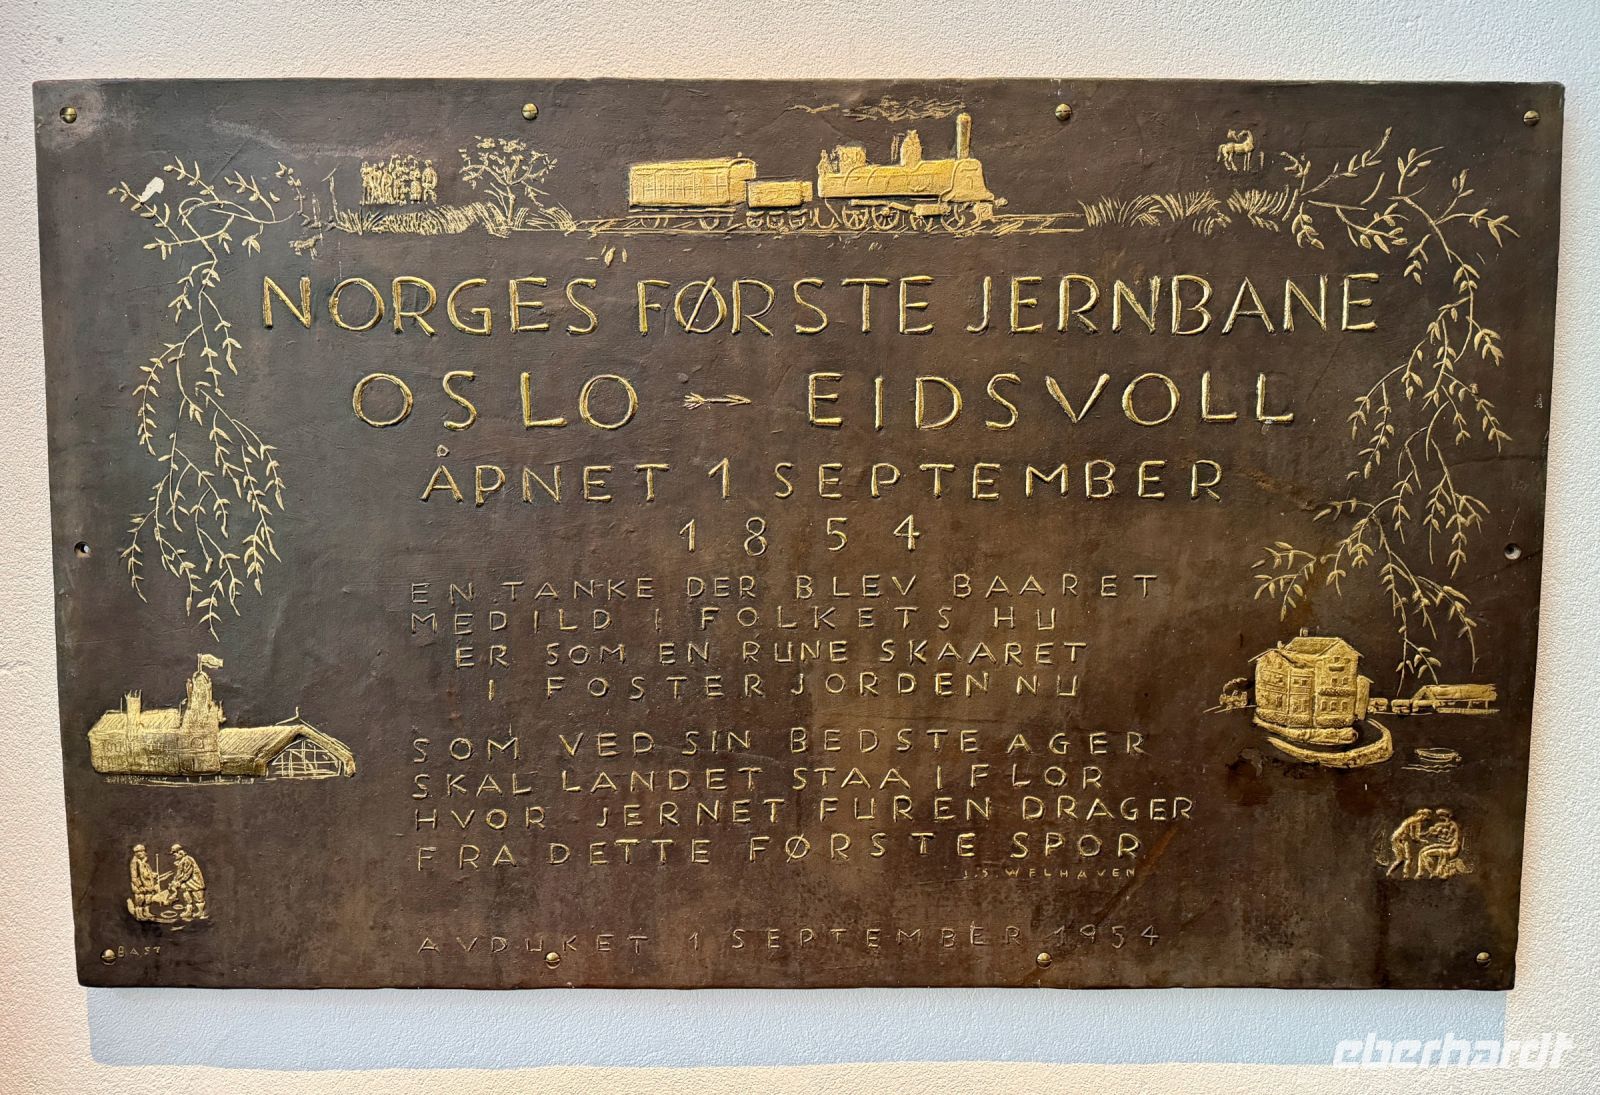 NORGES FØRSTE JERNBANE
OSLO — EIDSVOLL
ÅPNET 1 SEPTEMBER
1854
EN TANKE DER BLEV BAARET
MED ILD I FOLKETS HU
ER SOM EN RUNE SKAARET
I FOSTERJORDEN NU
SOM VED SIN BEDSTE AGER
SKAL LANDET STAA I FLOR
HVOR JERNET FUREN DRAGER
FRA DETTE FØRSTE SPOR
J.S. WELHAVEN
AVDUKET 1 SEPTEMBER 1954
BAST
eberhardt